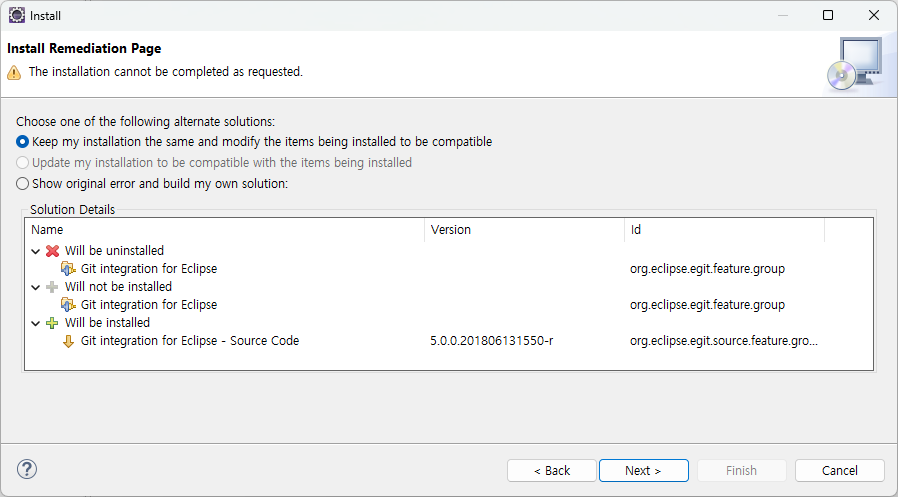 Install
Install Remediation Page
The installation cannot be completed as requested.
Choose one of the following alternate solutions:
Keep my installation the same and modify the items being installed to be compatible
Update my installation to be compatible with the items being installed
Show original error and build my own solution:
Solution Details
Name Version Id
Will be uninstalled
Git integration for Eclipse org.eclipse.egit.feature.group
Will not be installed
Git integration for Eclipse org.eclipse.egit.feature.group
Will be installed
Git integration for Eclipse - Source Code 5.0.0.201806131550-r org.eclipse.egit.source.feature.gro...
? < Back Next > Finish Cancel